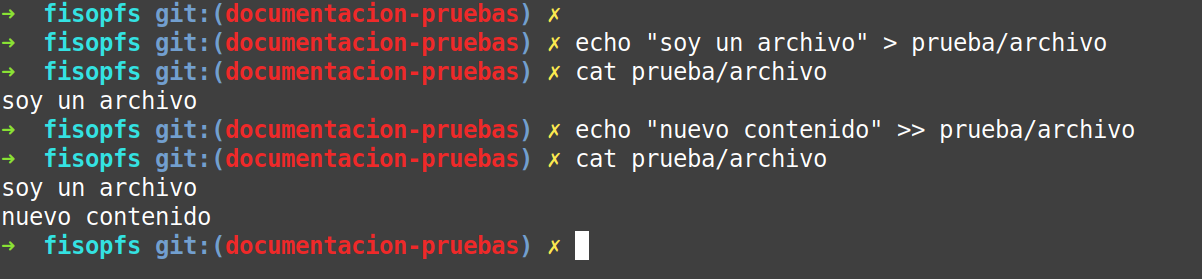 ➜  fisopfs git:(documentacion-pruebas) ✗
➜  fisopfs git:(documentacion-pruebas) ✗ echo "soy un archivo" > prueba/archivo
➜  fisopfs git:(documentacion-pruebas) ✗ cat prueba/archivo
soy un archivo
➜  fisopfs git:(documentacion-pruebas) ✗ echo "nuevo contenido" >> prueba/archivo
➜  fisopfs git:(documentacion-pruebas) ✗ cat prueba/archivo
soy un archivo
nuevo contenido
➜  fisopfs git:(documentacion-pruebas) ✗